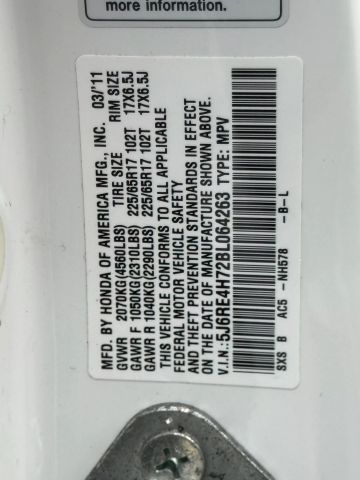 more information.
MFD. BY HONDA OF AMERICA MFG., INC. 03/'11
GVWR 2070KG(4560LBS) TIRE SIZE RIM SIZE
GAWR F 1050KG(2310LBS) 225/65R17 102T 17X6.5J
GAWR R 1040KG(2290LBS) 225/65R17 102T 17X6.5J
THIS VEHICLE CONFORMS TO ALL APPLICABLE
FEDERAL MOTOR VEHICLE SAFETY
AND THEFT PREVENTION STANDARDS IN EFFECT
ON THE DATE OF MANUFACTURE SHOWN ABOVE.
V.I.N.:5J6RE4H72BL064263 TYPE: MPV
SXS B AC5 -NH578 -B-L